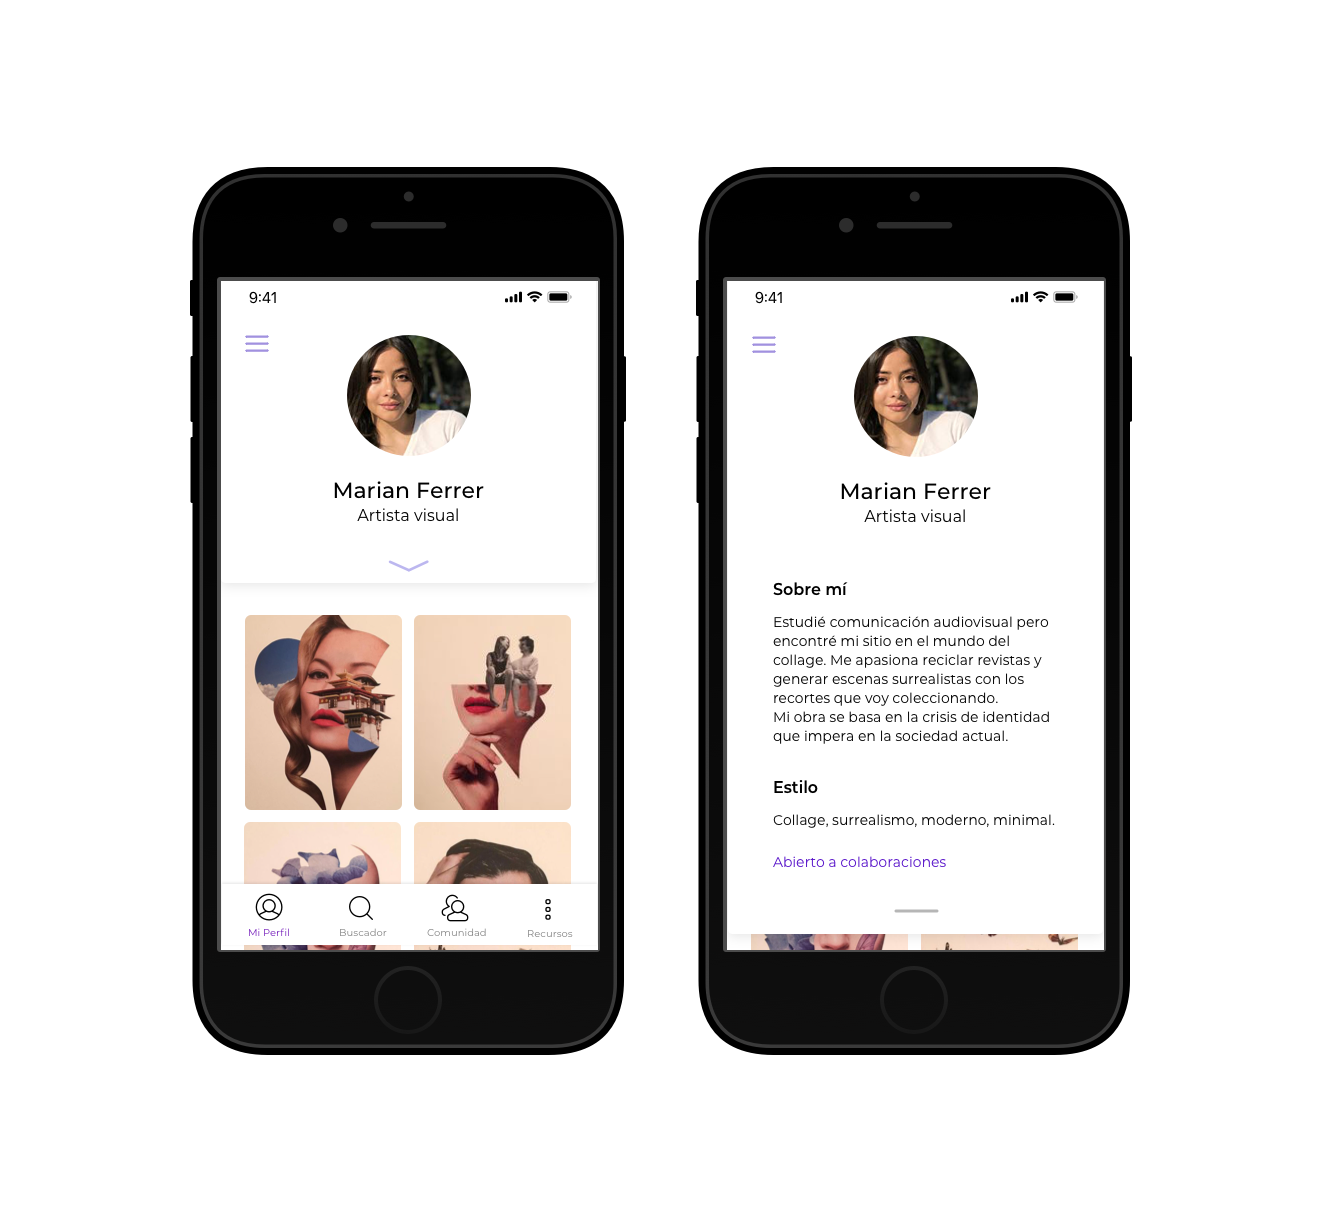 9:41
Marian Ferrer
Artista visual
Mi Perfil
Buscador
Comunidad
Recursos
9:41
Marian Ferrer
Artista visual
Sobre mí
Estudié comunicación audiovisual pero
encontré mi sitio en el mundo del
collage. Me apasiona reciclar revistas y
generar escenas surrealistas con los
recortes que voy coleccionando.
Mi obra se basa en la crisis de identidad
que impera en la sociedad actual.
Estilo
Collage, surrealismo, moderno, minimal.
Abierto a colaboraciones